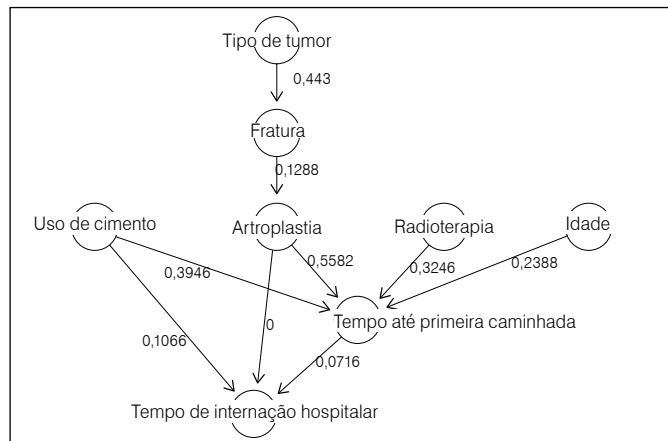 Tipo de tumor
0,443
Fratura
0,1288
Uso de cimento
Artroplastia
Radioterapia
Idade
0,3946
0,5582
0,3246
0,2388
Tempo até primeira caminhada
0,1066
0
0,0716
Tempo de internação hospitalar